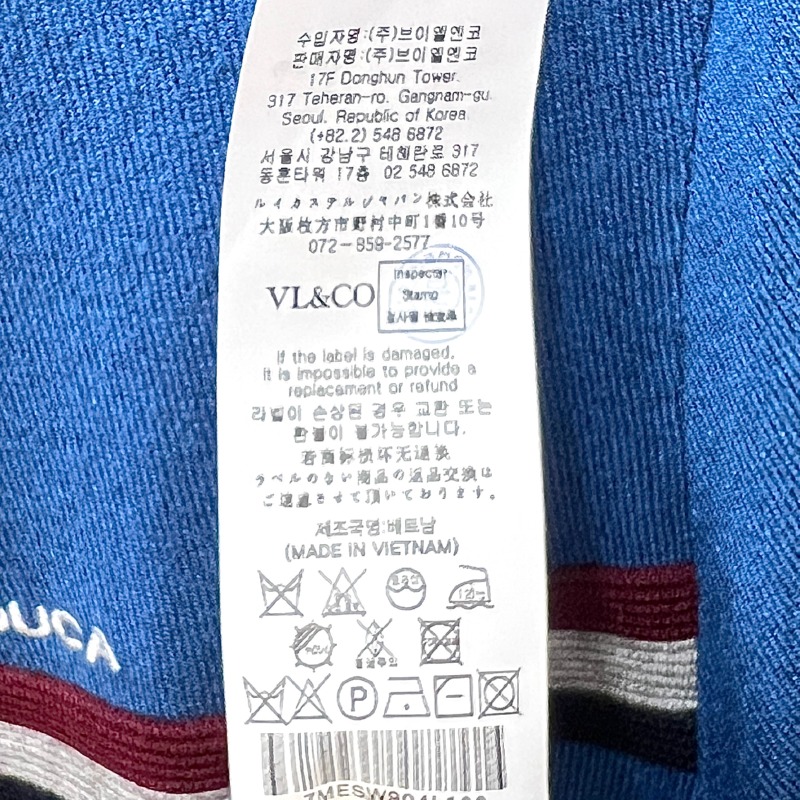 수입자명:(주)브이엘엔코
판매자명:(주)브이엘엔코
17F Donghun Tower.
317 Teheran-ro. Gangnam-gu.
Seoul. Republic of Korea
(+82.2) 548 6872
서울시 강남구 테헤란로 317
동훈타워 17층 02 548 6872
ルイカステルジャパン株式会社
大阪枚方市野村中町1番10号
072-859-2577
VL&CO
Inspector
Stamp
If the label is damaged,
it is impossible to provide a
replacement or refund
라벨이 손상된 경우 교환 또는
환불이 불가능합니다.
若商标损坏无退换
ラベルのない商品の返品交換は
ご遠慮させて頂いております。
제조국명:베트남
(MADE IN VIETNAM)
120
P
UCA